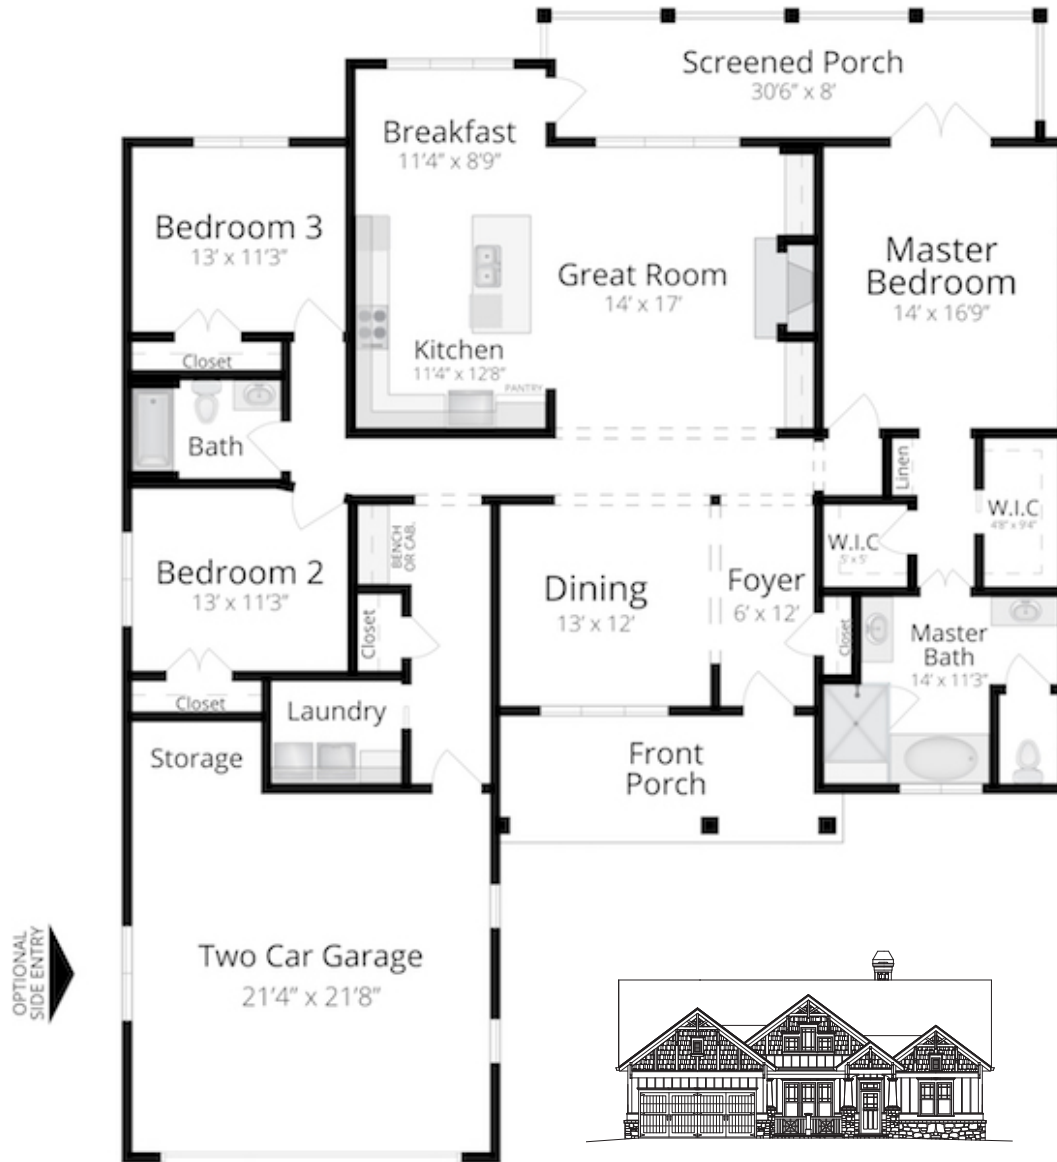 Screened Porch
30'6" x 8'
Breakfast
11'4" x 8'9"
Bedroom 3
13' x 11'3"
Great Room
14' x 17'
Master
Bedroom
14' x 16'9"
Kitchen
11'4" x 12'8"
PANTRY
Closet
Bath
Linen
W.I.C
4'8" x 9'4"
W.I.C
5' x 5'
BENCH
OR CAB.
Bedroom 2
13' x 11'3"
Dining
13' x 12'
Foyer
6' x 12'
Closet
Closet
Master
Bath
14' x 11'3"
Closet
Laundry
Storage
Front
Porch
OPTIONAL
SIDE ENTRY
Two Car Garage
21'4" x 21'8"